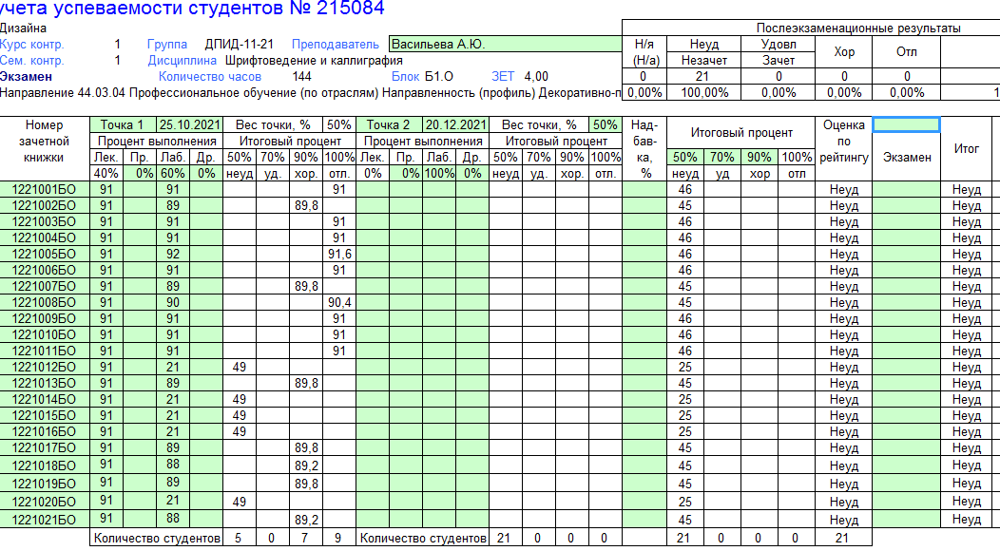 учета успеваемости студентов № 215084
Дизайна
Послеэкзаменационные результаты
Курс контр. 1 Группа ДПИД-11-21 Преподаватель Васильева А.Ю. Н/я Неуд Удовл Хор Отл
Сем. контр. 1 Дисциплина Шрифтоведение и каллиграфия (Н/а) Незачет Зачет
Экзамен Количество часов 144 Блок Б1.О ЗЕТ 4,00 0 21 0 0 0
Направление 44.03.04 Профессиональное обучение (по отраслям) Направленность (профиль) Декоративно-п 0,00% 100,00% 0,00% 0,00% 0,00% 1
Номер зачетной книжки Точка 1 25.10.2021 Вес точки, % 50% Точка 2 20.12.2021 Вес точки, % 50% Над-бав-ка, % Итоговый процент Оценка по рейтингу Экзамен Итог
Процент выполнения Итоговый процент Процент выполнения Итоговый процент
Лек. Пр. Лаб. Др. 50% 70% 90% 100% Лек. Пр. Лаб. Др. 50% 70% 90% 100% 50% 70% 90% 100%
40% 0% 60% 0% неуд уд. хор. отл. 0% 0% 100% 0% неуд уд. хор. отл. неуд уд хор отл
1221001БО 91 91 91 46 Неуд Неуд
1221002БО 91 89 89,8 45 Неуд Неуд
1221003БО 91 91 91 46 Неуд Неуд
1221004БО 91 91 91 46 Неуд Неуд
1221005БО 91 92 91,6 46 Неуд Неуд
1221006БО 91 91 91 46 Неуд Неуд
1221007БО 91 89 89,8 45 Неуд Неуд
1221008БО 91 90 90,4 45 Неуд Неуд
1221009БО 91 91 91 46 Неуд Неуд
1221010БО 91 91 91 46 Неуд Неуд
1221011БО 91 91 91 46 Неуд Неуд
1221012БО 91 21 49 25 Неуд Неуд
1221013БО 91 89 89,8 45 Неуд Неуд
1221014БО 91 21 49 25 Неуд Неуд
1221015БО 91 21 49 25 Неуд Неуд
1221016БО 91 21 49 25 Неуд Неуд
1221017БО 91 89 89,8 45 Неуд Неуд
1221018БО 91 88 89,2 45 Неуд Неуд
1221019БО 91 89 89,8 45 Неуд Неуд
1221020БО 91 21 49 25 Неуд Неуд
1221021БО 91 88 89,2 45 Неуд Неуд
Количество студентов 5 0 7 9 Количество студентов 21 0 0 0 21 0 0 0 21